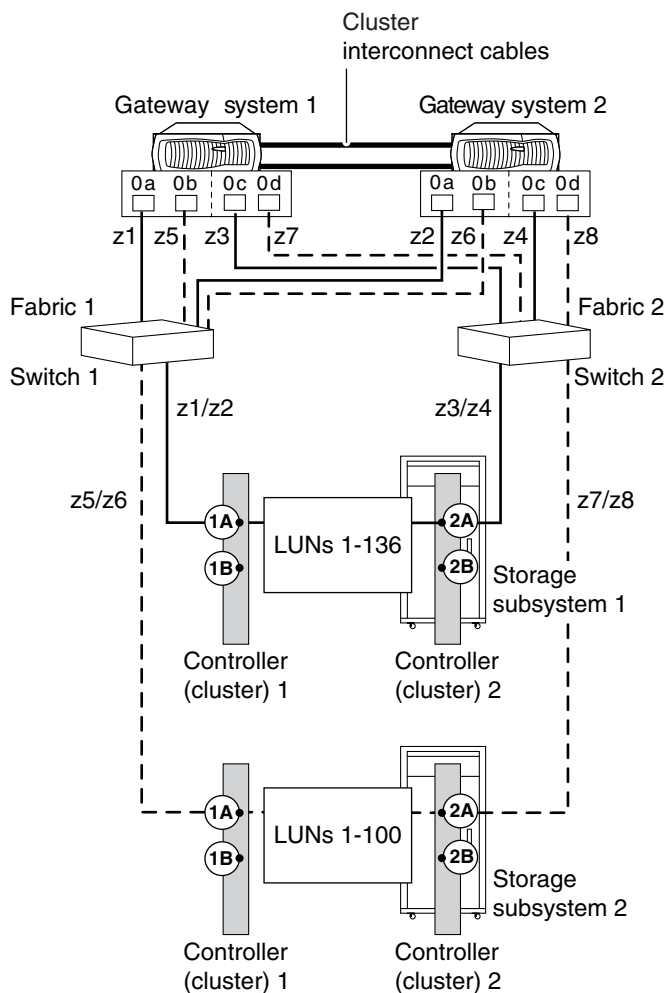 Cluster
interconnect cables
Gateway system 1
Gateway system 2
0a 0b 0c 0d
0a 0b 0c 0d
z1 z5 z3 z7
z2 z6 z4 z8
Fabric 1
Fabric 2
Switch 1
Switch 2
z1/z2
z3/z4
z5/z6
z7/z8
1A
LUNs 1-136
2A
1B
2B
Storage
subsystem 1
Controller
(cluster) 1
Controller
(cluster) 2
1A
LUNs 1-100
2A
1B
2B
Storage
subsystem 2
Controller
(cluster) 1
Controller
(cluster) 2